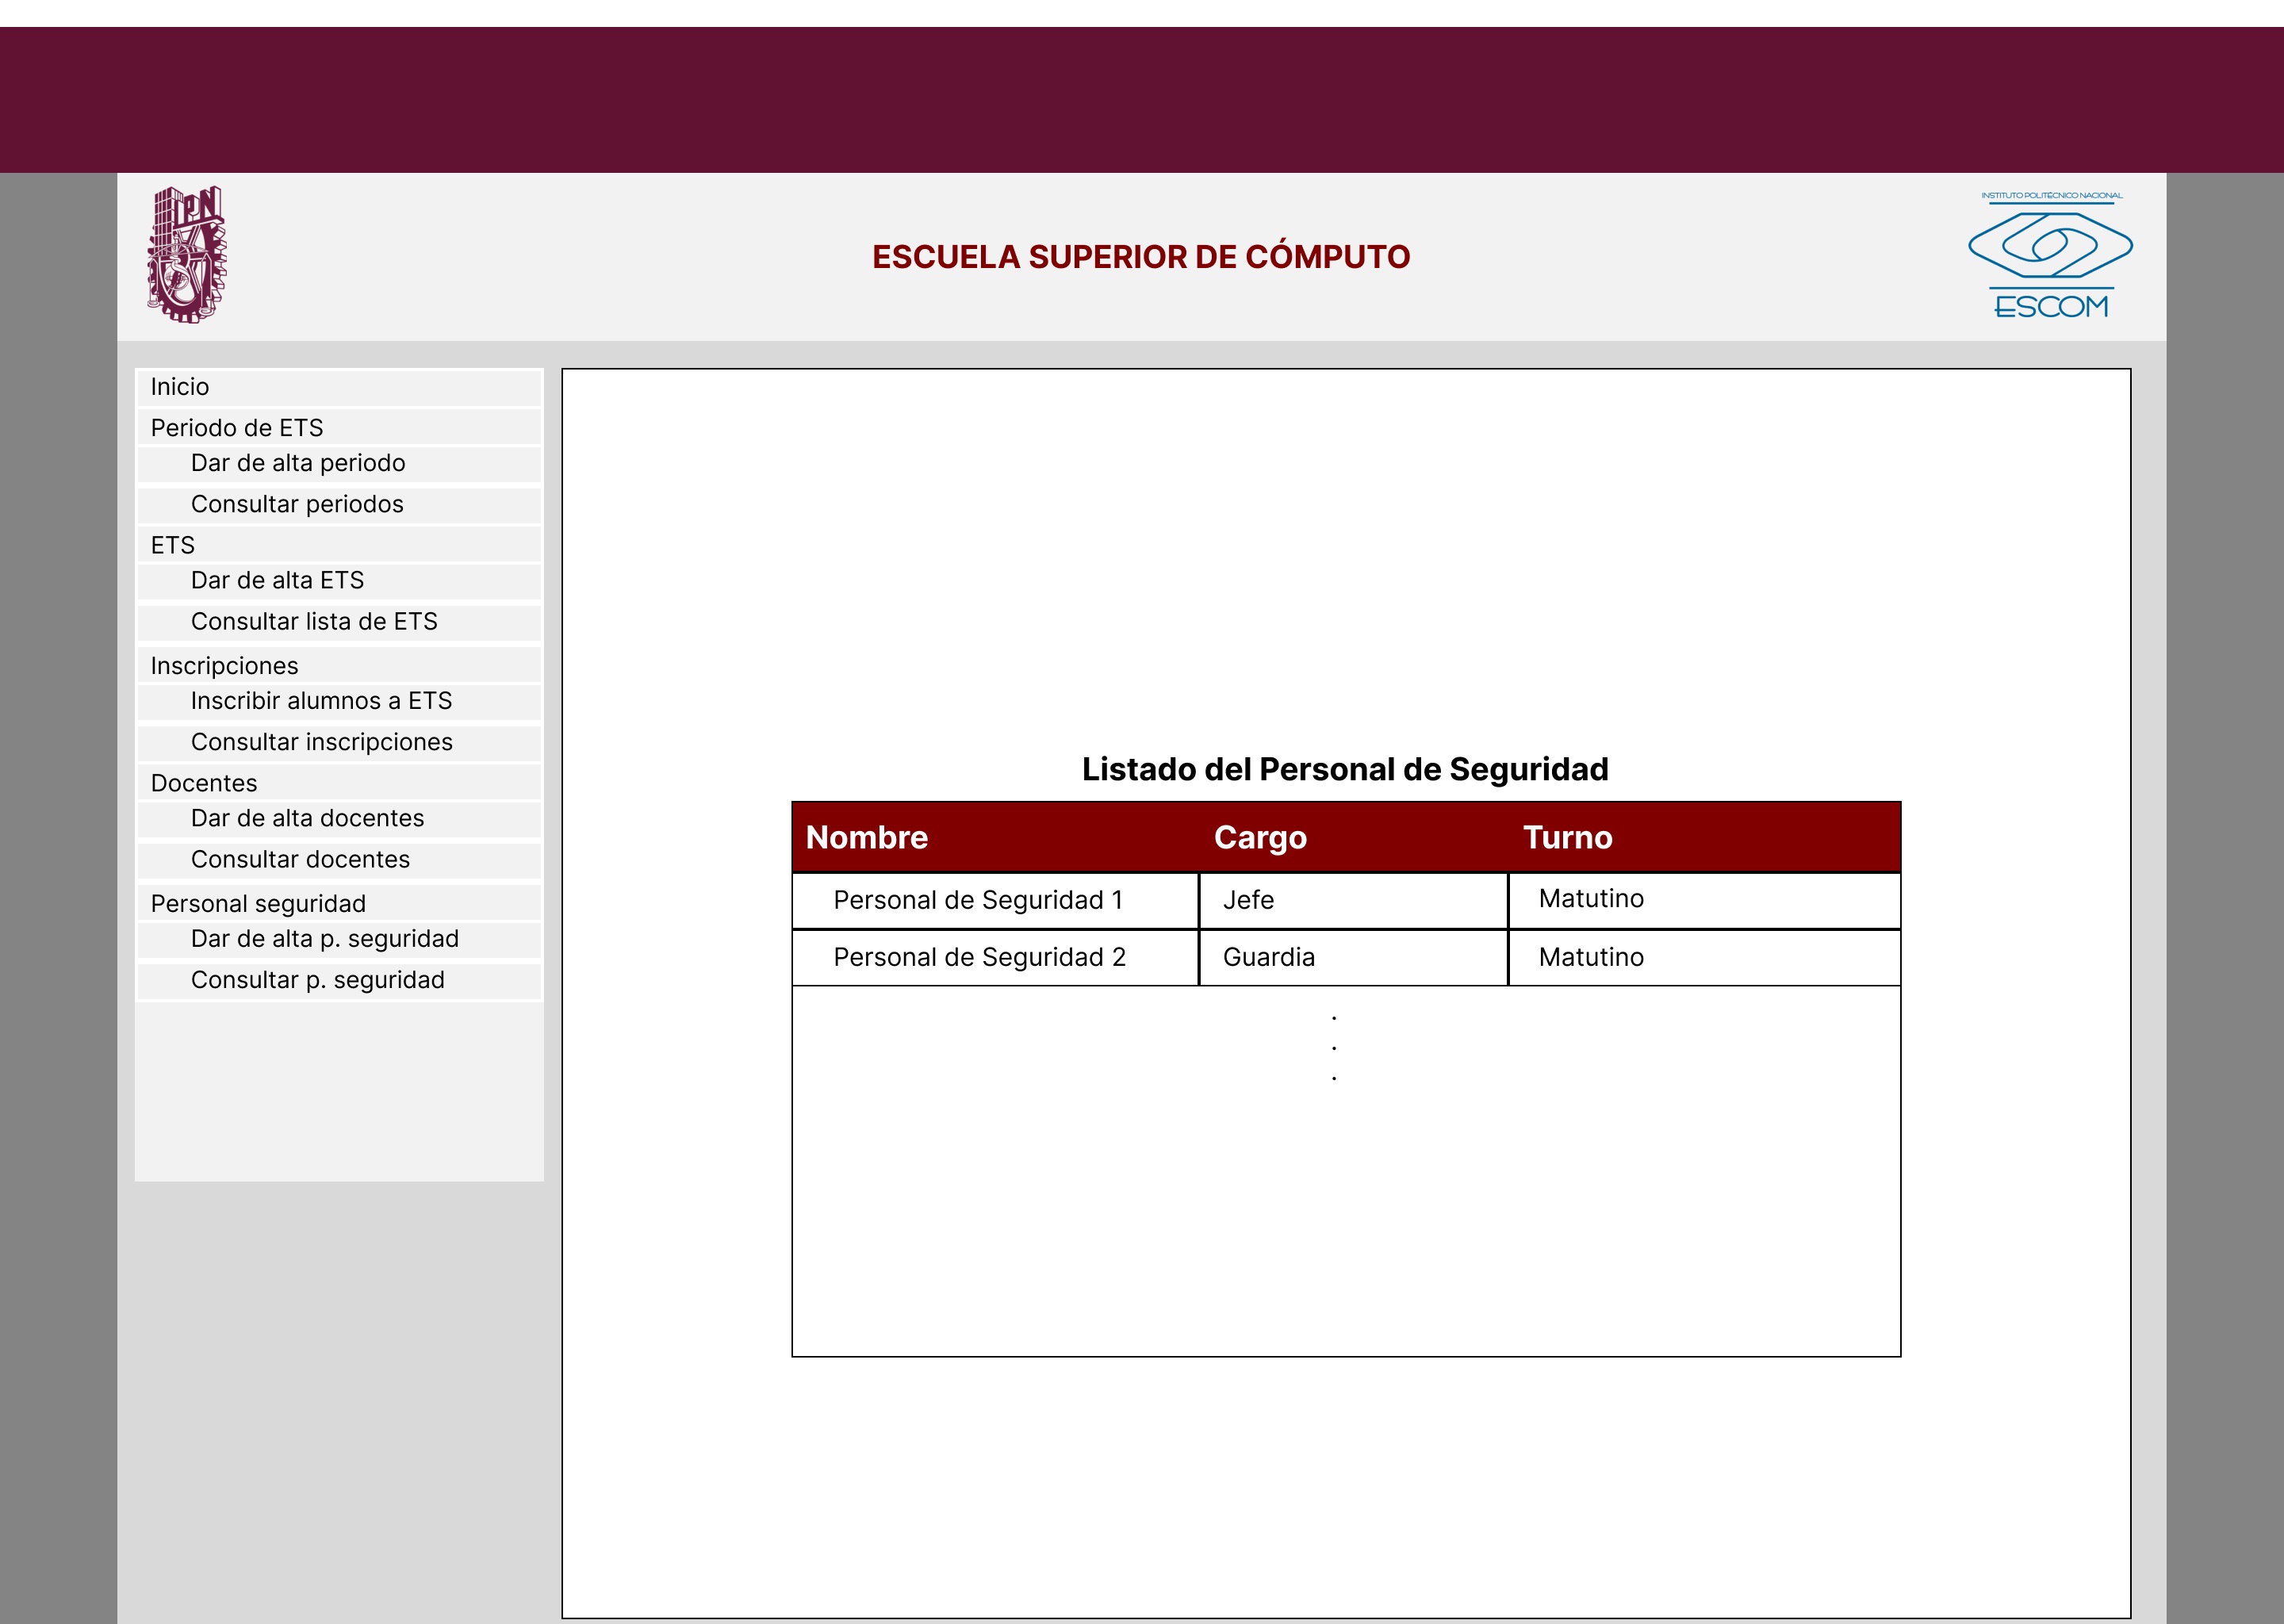 IPN
INSTITUTO POLITÉCNICO NACIONAL
ESCUELA SUPERIOR DE CÓMPUTO
ESCOM
Inicio
Periodo de ETS
Dar de alta periodo
Consultar periodos
ETS
Dar de alta ETS
Consultar lista de ETS
Inscripciones
Inscribir alumnos a ETS
Consultar inscripciones
Docentes
Dar de alta docentes
Consultar docentes
Personal seguridad
Dar de alta p. seguridad
Consultar p. seguridad
Listado del Personal de Seguridad
Nombre Cargo Turno
Personal de Seguridad 1 Jefe Matutino
Personal de Seguridad 2 Guardia Matutino
.
.
.